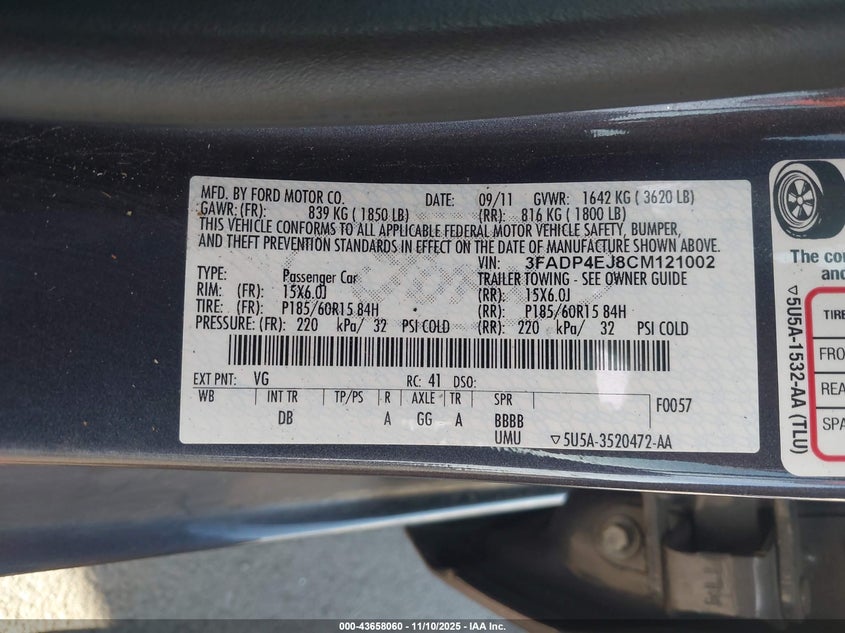 MFD. BY FORD MOTOR CO. DATE: 09/11 GVWR: 1642 KG ( 3620 LB)
GAWR: (FR): 839 KG ( 1850 LB) (RR): 816 KG ( 1800 LB)
THIS VEHICLE CONFORMS TO ALL APPLICABLE FEDERAL MOTOR VEHICLE SAFETY, BUMPER,
AND THEFT PREVENTION STANDARDS IN EFFECT ON THE DATE OF MANUFACTURE SHOWN ABOVE.
VIN: 3FADP4EJ8CM121002
TYPE: Passenger Car TRAILER TOWING - SEE OWNER GUIDE
RIM: (FR): 15X6.0J (RR): 15X6.0J
TIRE: (FR): P185/60R15 84H (RR): P185/60R15 84H
PRESSURE: (FR): 220 kPa/ 32 PSI COLD (RR): 220 kPa/ 32 PSI COLD
EXT PNT: VG RC: 41 DSO:
WB INT TR TP/PS R AXLE TR SPR F0057
DB A GG A BBBB
UMU ▽5U5A-3520472-AA
The co
and
▽5U5A-1532-AA (TLU)
TIRE
FRO
REA
SPA
000-43658060 - 11/10/2025 - IAA Inc.